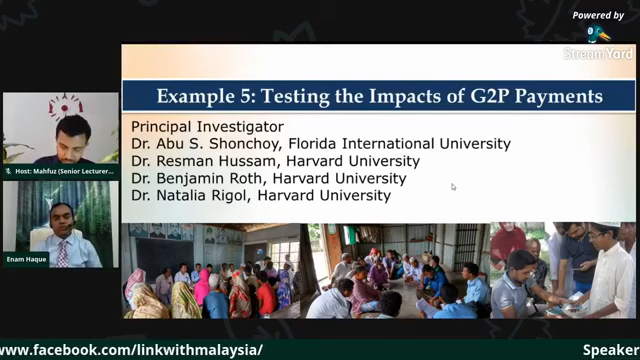 Powered by
StreamYard
Example 5: Testing the Impacts of G2P Payments
Principal Investigator
Dr. Abu S. Shonchoy, Florida International University
Dr. Resman Hussam, Harvard University
Dr. Benjamin Roth, Harvard University
Dr. Natalia Rigol, Harvard University
Host: Mahfuz (Senior Lecturer...
Enam Haque
www.facebook.com/linkwithmalaysia/
Speaker